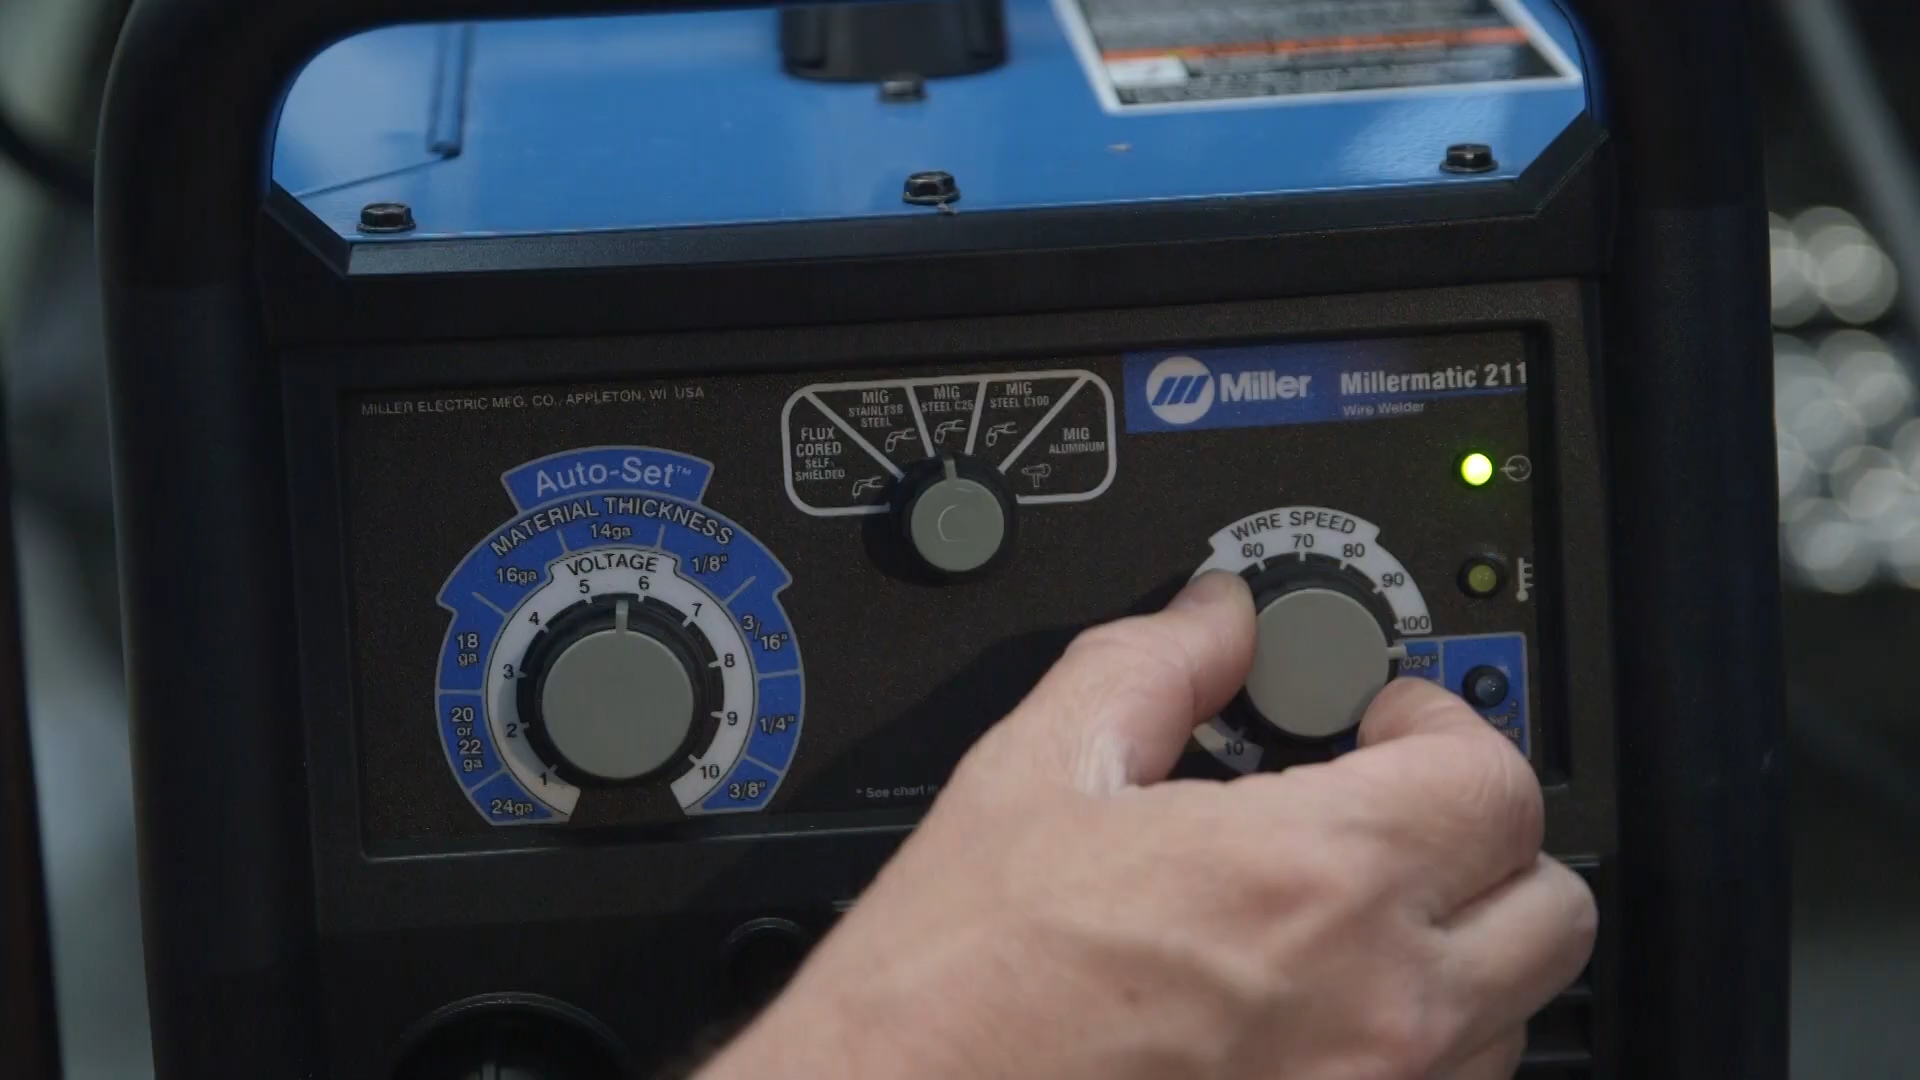 MILLER ELECTRIC MFG. CO., APPLETON, WI USA
Auto-Set™
MATERIAL THICKNESS
24ga
20
or
22
ga
18
ga
16ga
14ga
1/8"
3/16"
1/4"
3/8"
VOLTAGE
1
2
3
4
5
6
7
8
9
10
FLUX
CORED
SELF-
SHIELDED
MIG
STAINLESS
STEEL
MIG
STEEL C25
MIG
STEEL C100
MIG
ALUMINUM
Miller
Millermatic 211
Wire Welder
WIRE SPEED
10
60
70
80
90
100
.024"
* See chart